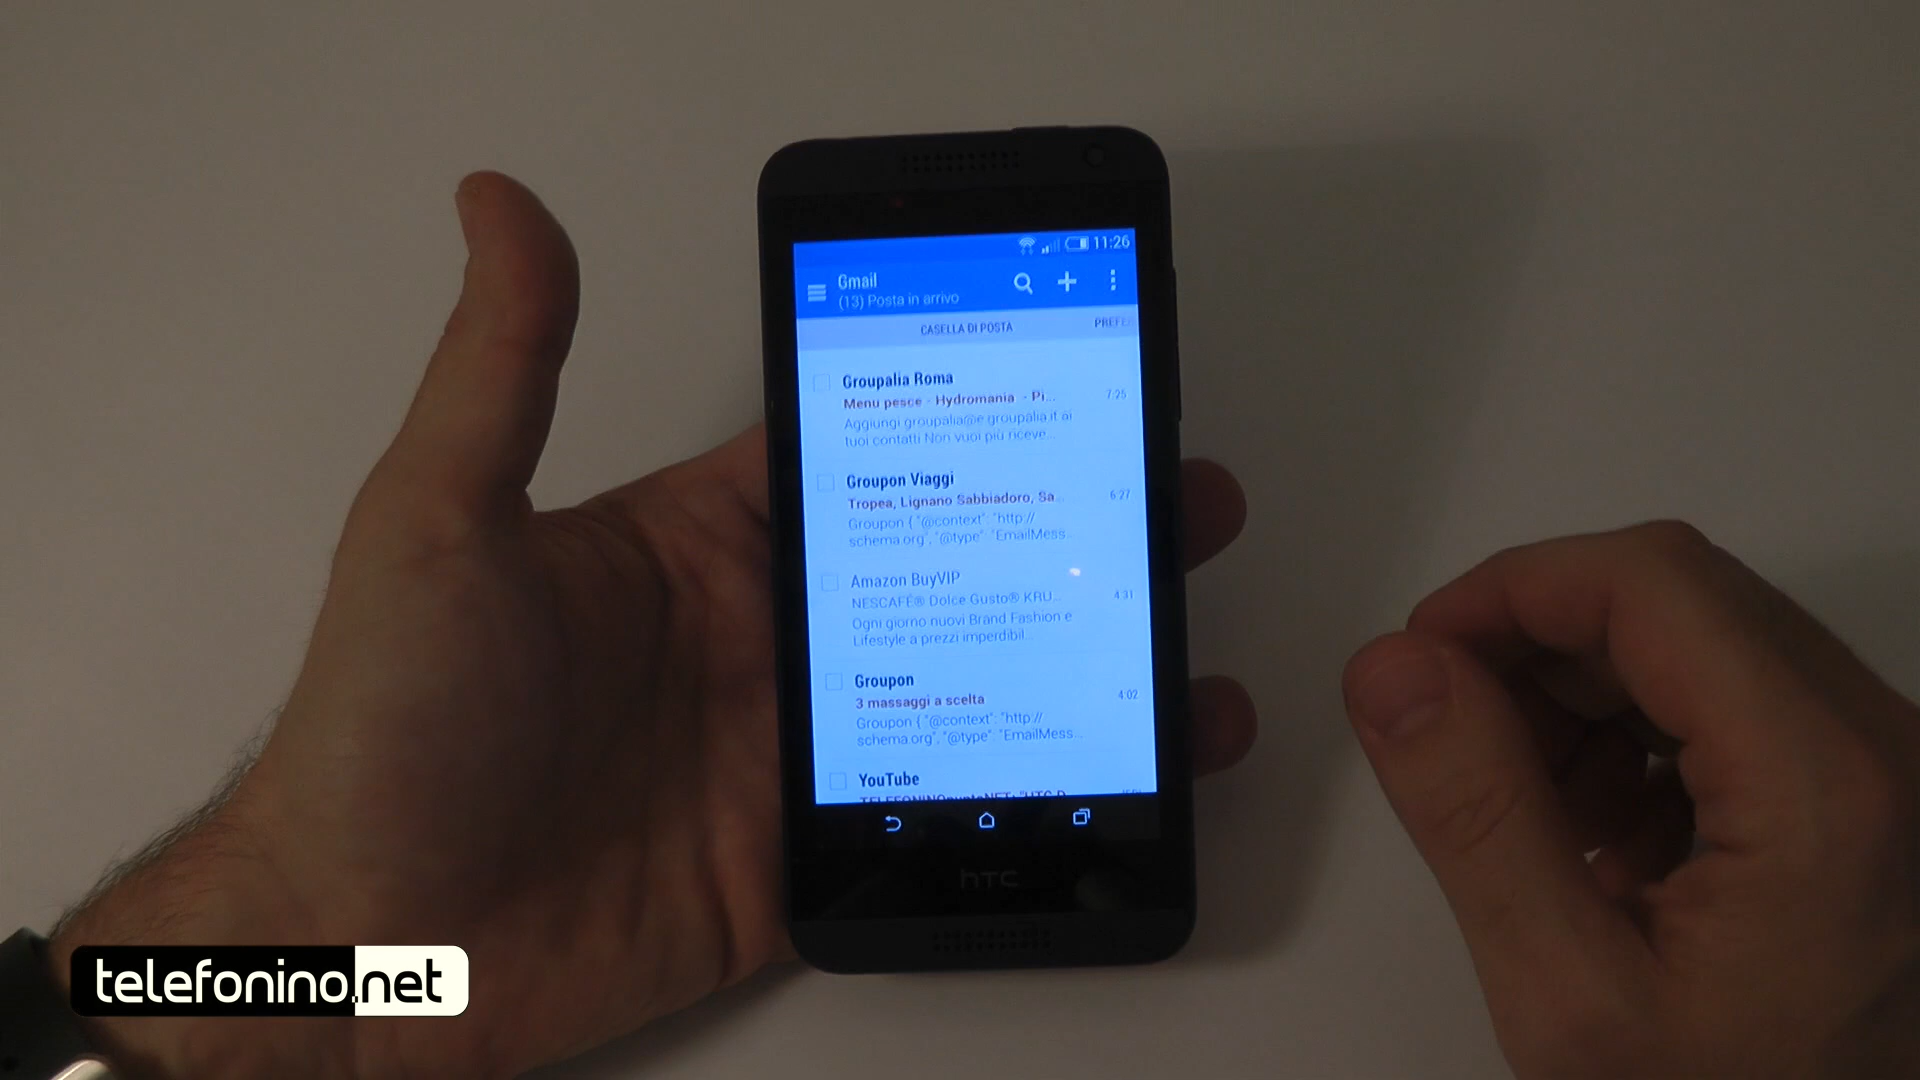 11:26
Gmail
(13) Posta in arrivo
CASELLA DI POSTA
Groupalia Roma
Menu pesce - Hydromania - Pi...
7:25
Aggiungi groupalia@e.groupalia.it ai
tuoi contatti Non vuoi più riceve...
Groupon Viaggi
Tropea, Lignano Sabbiadoro, Sa...
6:27
Groupon { "@context": "http://
schema.org", "@type": "EmailMess...
Amazon BuyVIP
NESCAFÉ® Dolce Gusto® KRU...
4:31
Ogni giorno nuovi Brand Fashion e
Lifestyle a prezzi imperdibil...
Groupon
3 massaggi a scelta
4:02
Groupon { "@context": "http://
schema.org", "@type": "EmailMess...
YouTube
hTC
telefonino.net